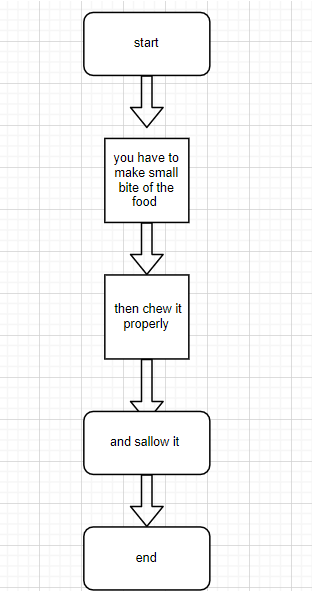 start
you have to
make small
bite of the
food
then chew it
properly
and sallow it
end